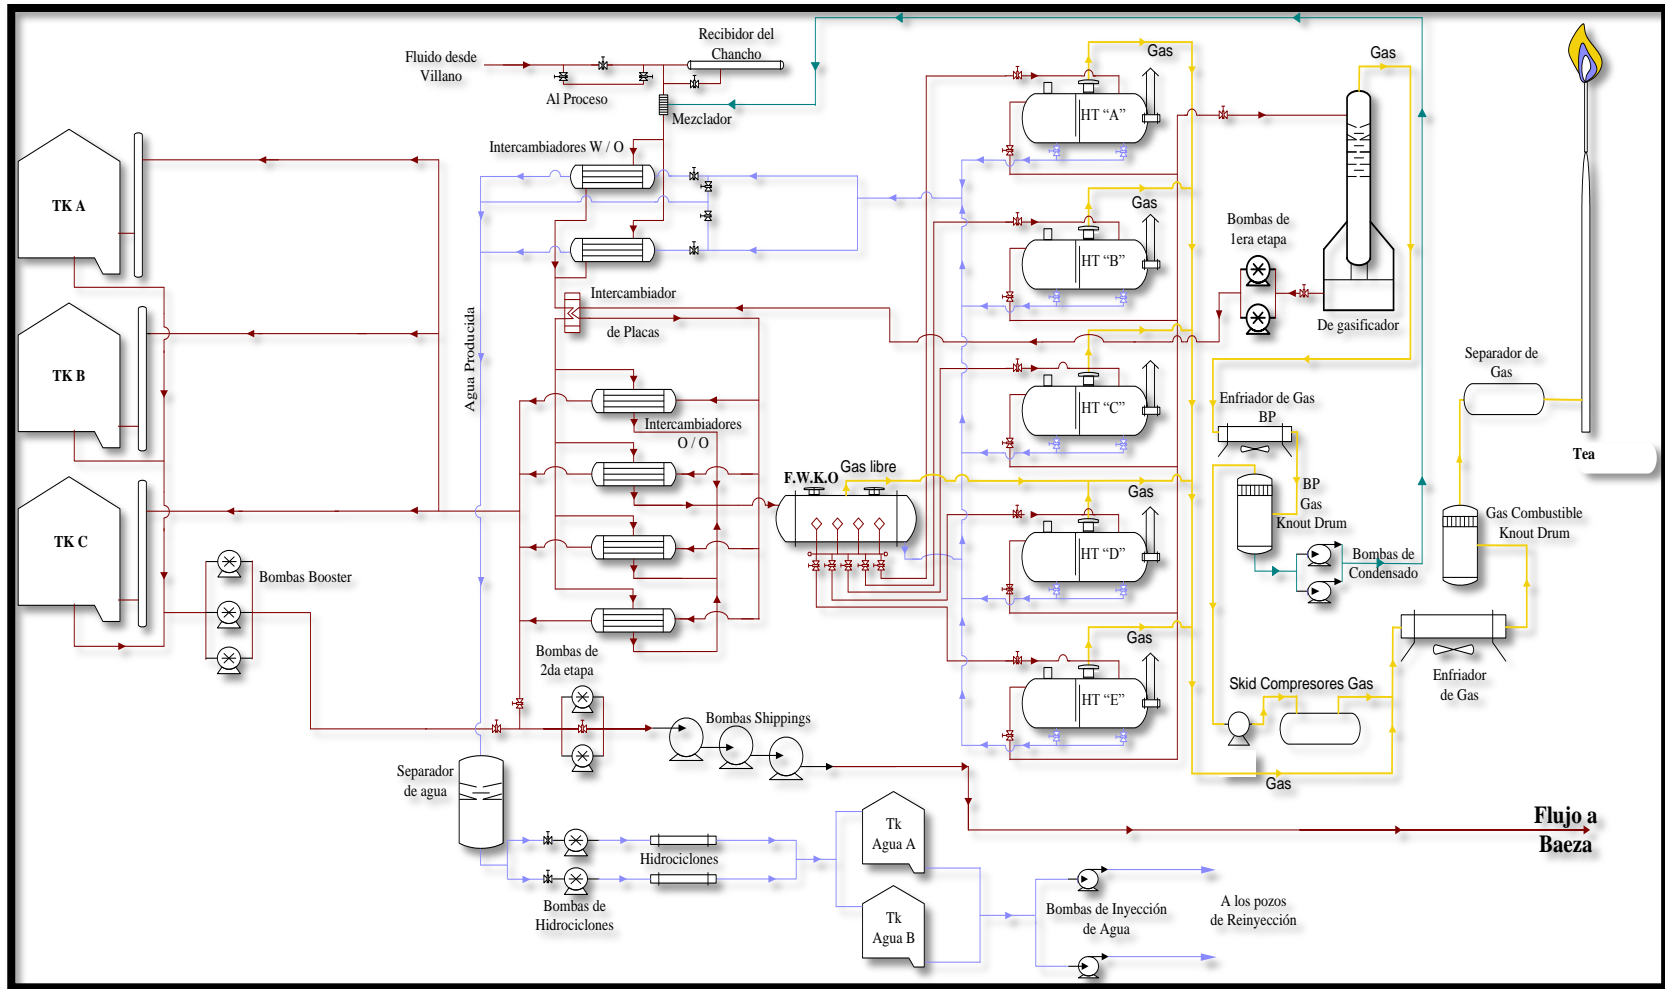 Recibidor del
Chancho
Fluido desde
Villano
Al Proceso
Mezclador
Gas
HT “A”
Gas
Intercambiadores W / O
TK A
Gas
HT “B”
Bombas de
1era etapa
De gasificador
Intercambiador
de Placas
Agua Producida
TK B
HT “C”
Separador de
Gas
Enfriador de Gas
BP
Intercambiadores
O / O
Tea
F.W.K.O
Gas libre
Gas
BP
Gas
Knout Drum
Gas Combustible
Knout Drum
TK C
HT “D”
Bombas de
Condensado
Bombas Booster
Gas
Bombas de
2da etapa
HT “E”
Enfriador
de Gas
Skid Compresores Gas
Bombas Shippings
Separador
de agua
Gas
Flujo a
Baeza
Tk
Agua A
Hidrociclones
Bombas de
Hidrociclones
Tk
Agua B
Bombas de Inyección
de Agua
A los pozos
de Reinyección